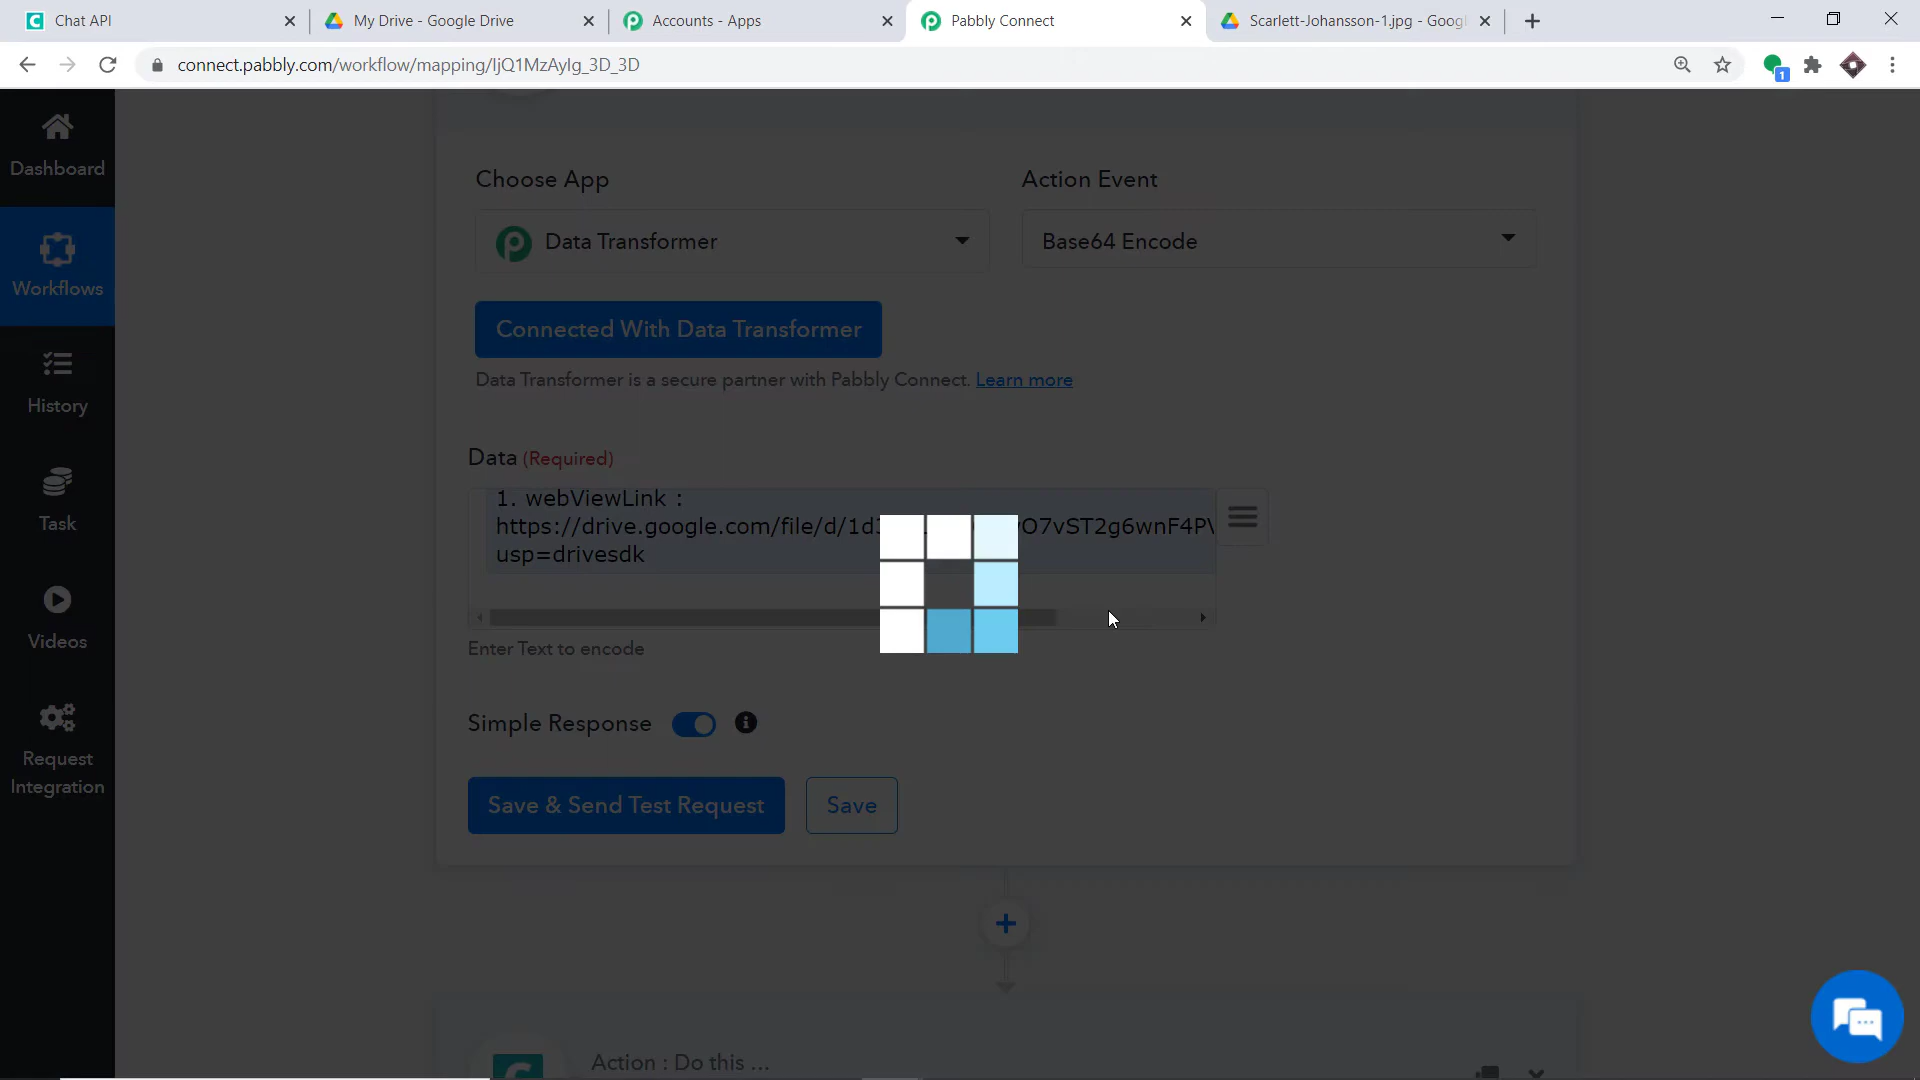 Chat API
My Drive - Google Drive
Accounts - Apps
Pabbly Connect
Scarlett-Johansson-1.jpg - Goog
connect.pabbly.com/workflow/mapping/IjQ1MzAyIg_3D_3D
1
Dashboard
Workflows
History
Task
Videos
Request
Integration
Choose App
Action Event
Data Transformer
Base64 Encode
Connected With Data Transformer
Data Transformer is a secure partner with Pabbly Connect. Learn more
Data (Required)
1. webViewLink :
https://drive.google.com/file/d/1d
O7vST2g6wnF4P
usp=drivesdk
Enter Text to encode
Simple Response
Save & Send Test Request
Save
Action : Do this ...